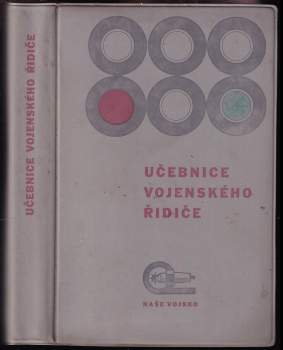 UČEBNICE VOJENSKÉHO ŘIDIČE
UČEBNICE
VOJENSKÉHO
ŘIDIČE
NAŠE VOJSKO